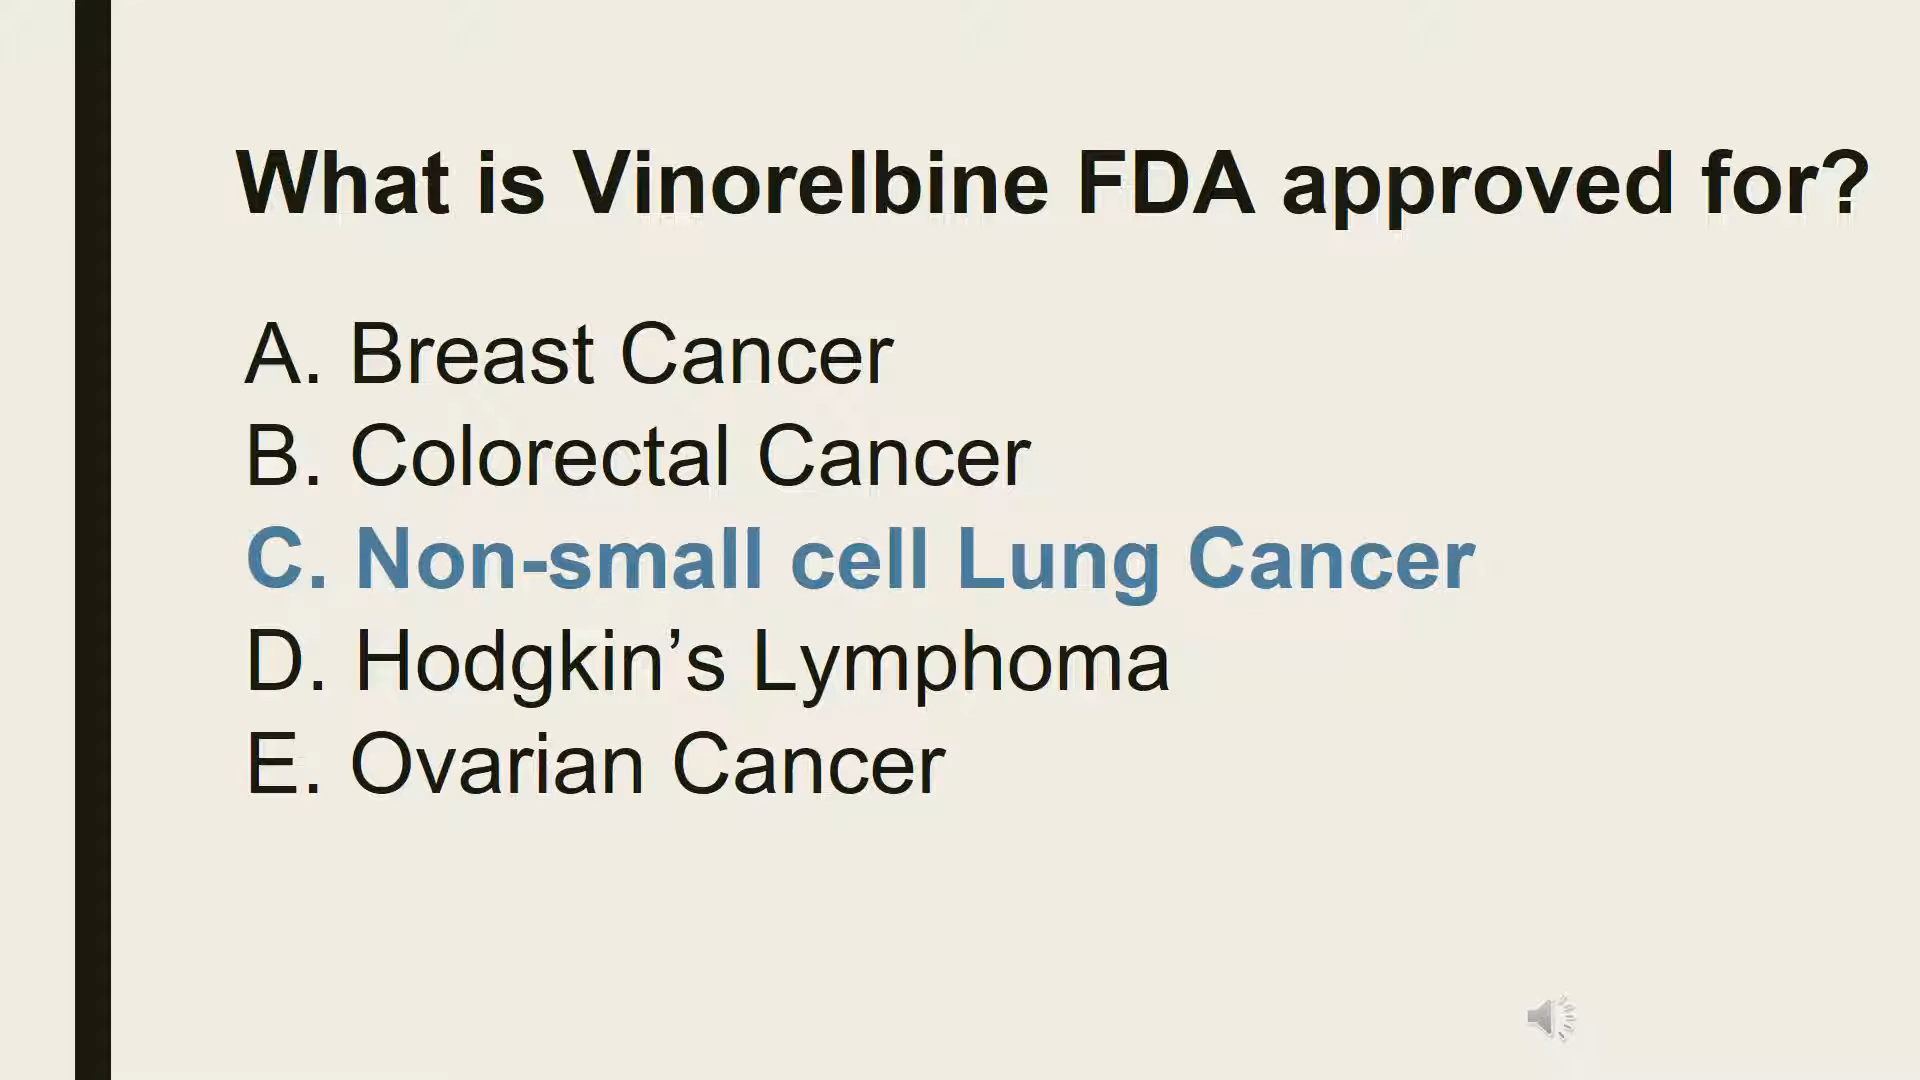 What is Vinorelbine FDA approved for?
A. Breast Cancer
B. Colorectal Cancer
C. Non-small cell Lung Cancer
D. Hodgkin’s Lymphoma
E. Ovarian Cancer